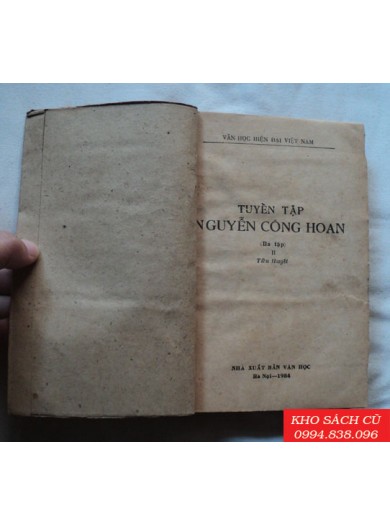 VĂN HỌC HIỆN ĐẠI VIỆT NAM
TUYỂN TẬP
NGUYỄN CÔNG HOAN
(Ba tập)
II
Tiểu thuyết
NHÀ XUẤT BẢN VĂN HỌC
Hà Nội—1984
KHO SÁCH CŨ
0994.838.096